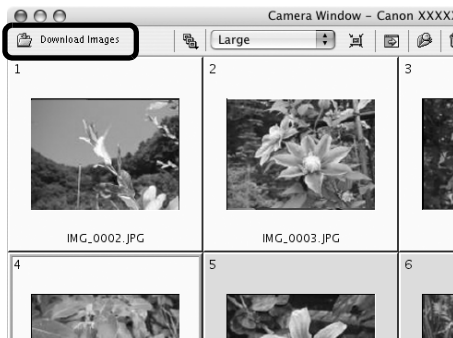 Camera Window – Canon XXXX
Download Images
Large
1
2
3
IMG_0002.JPG
IMG_0003.JPG
4
5
6